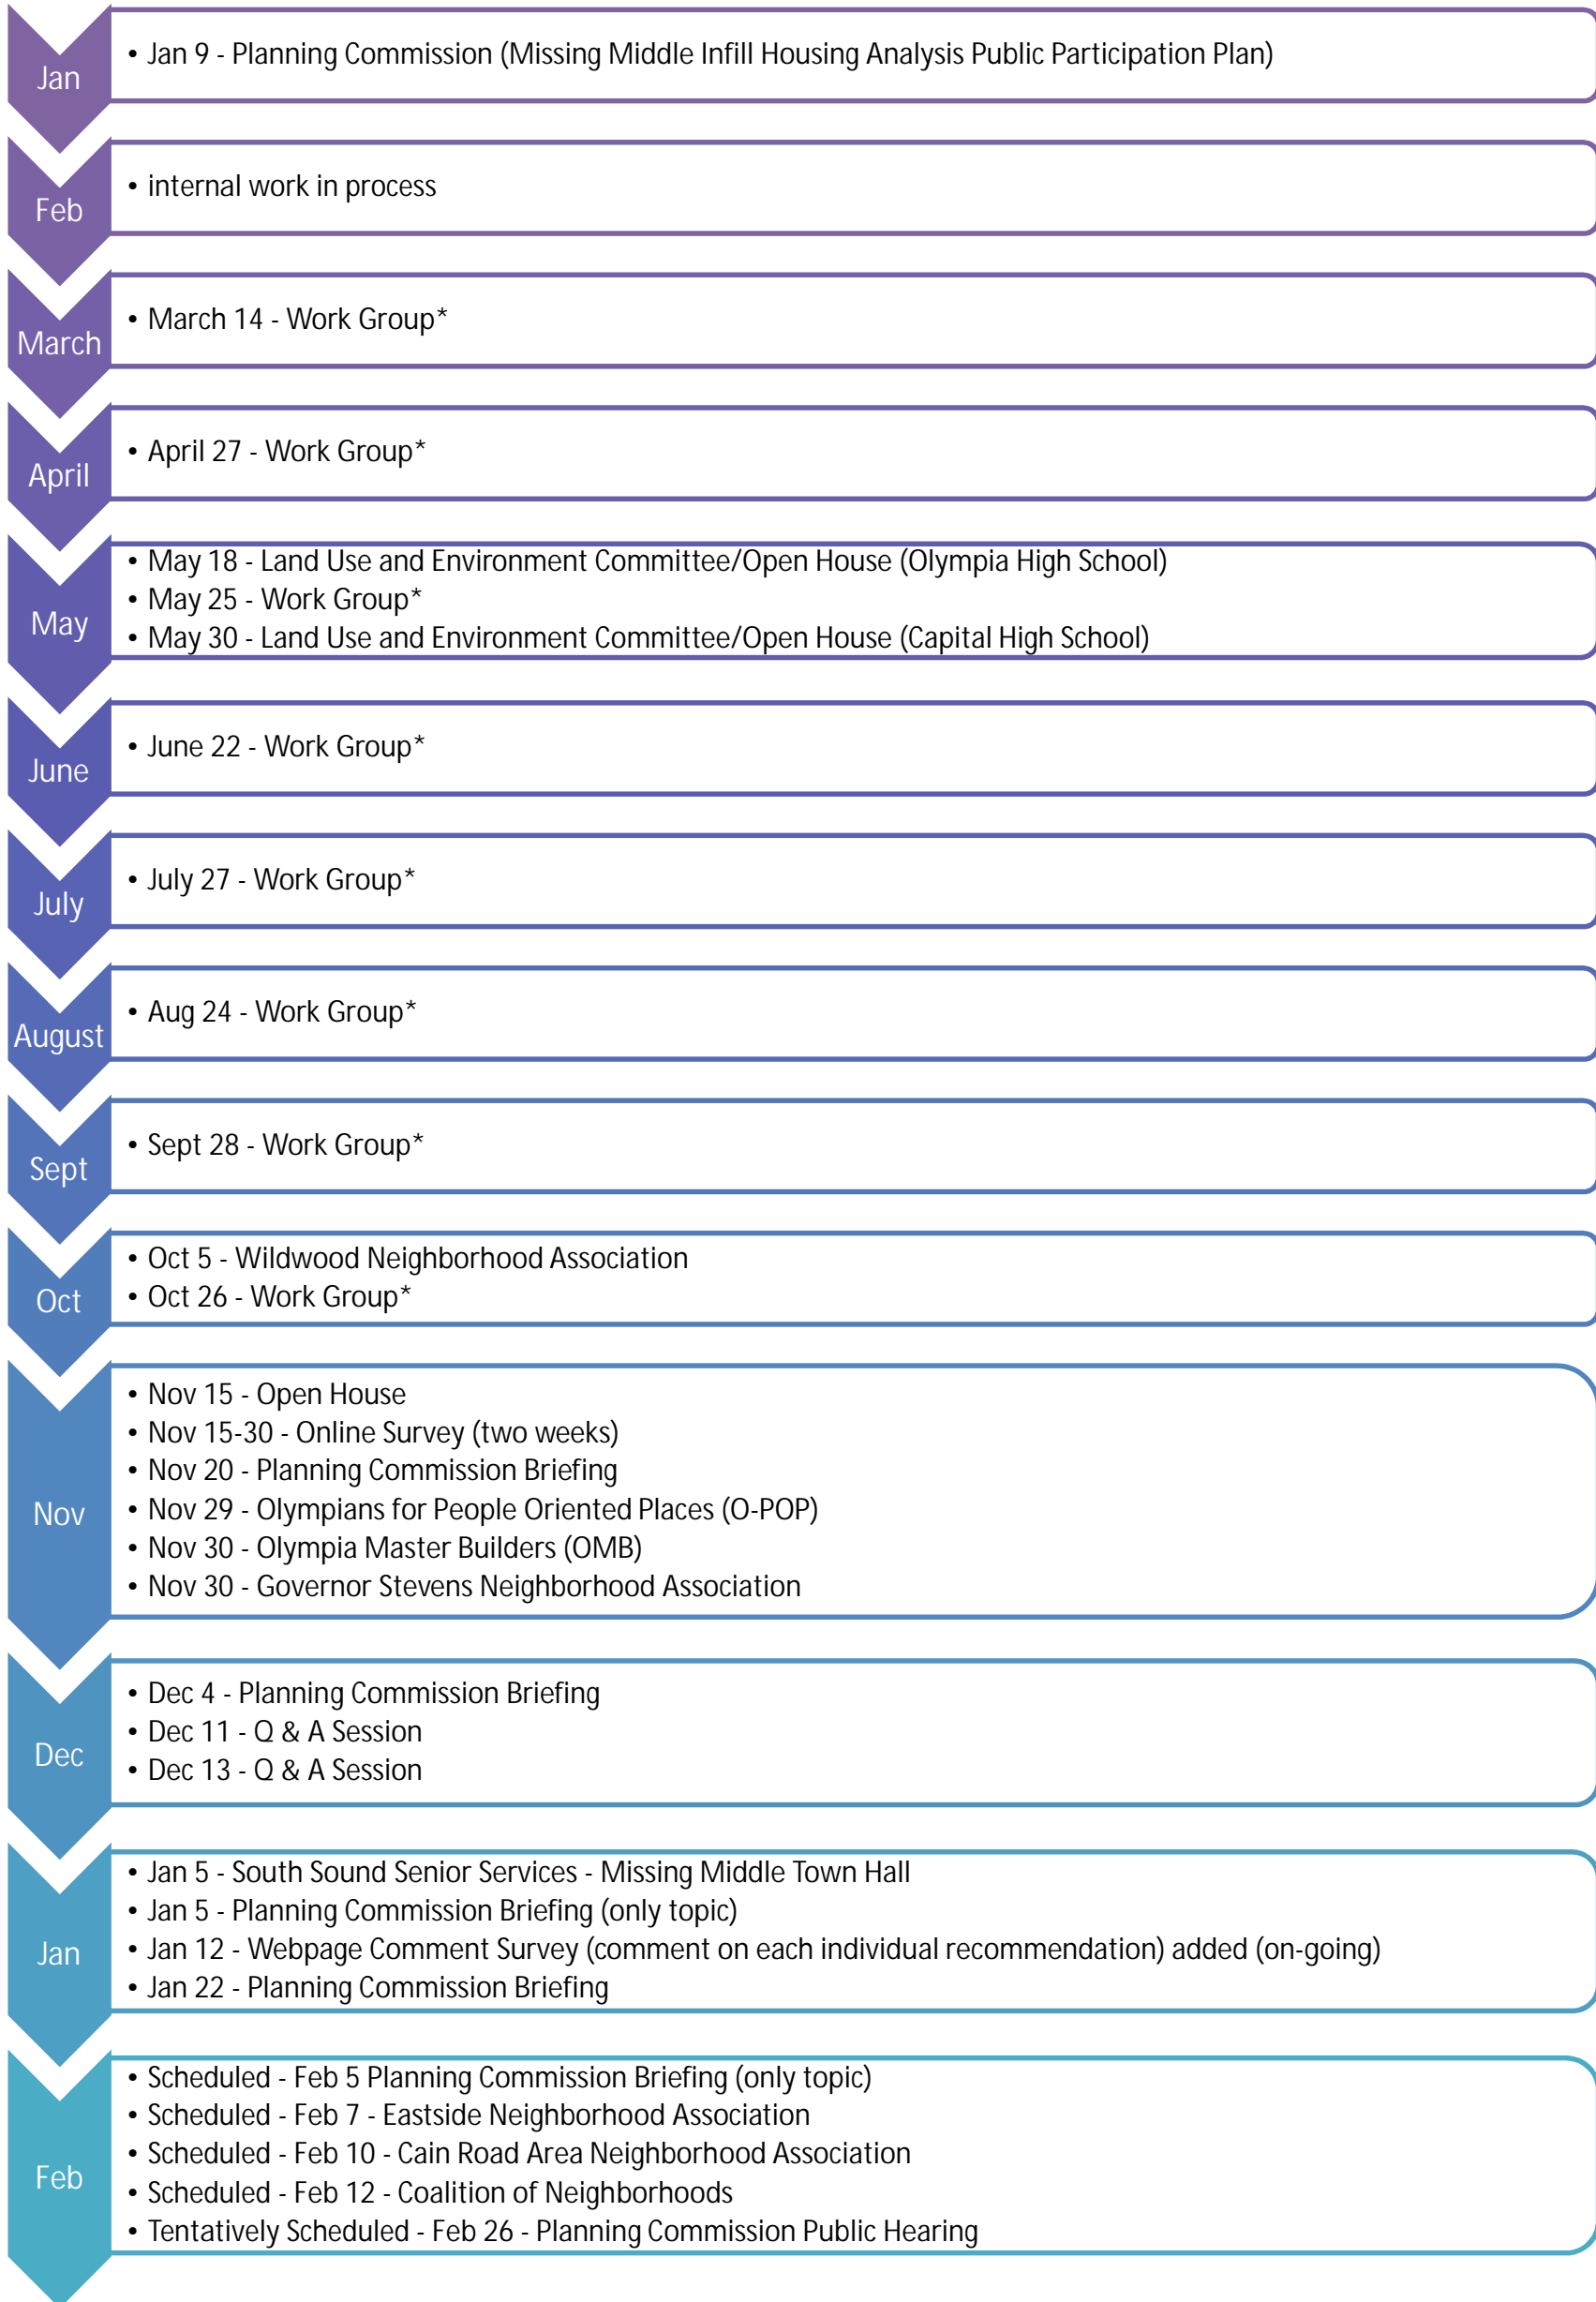 Jan
• Jan 9 - Planning Commission (Missing Middle Infill Housing Analysis Public Participation Plan)
Feb
• internal work in process
March
• March 14 - Work Group*
April
• April 27 - Work Group*
May
• May 18 - Land Use and Environment Committee/Open House (Olympia High School)
• May 25 - Work Group*
• May 30 - Land Use and Environment Committee/Open House (Capital High School)
June
• June 22 - Work Group*
July
• July 27 - Work Group*
August
• Aug 24 - Work Group*
Sept
• Sept 28 - Work Group*
Oct
• Oct 5 - Wildwood Neighborhood Association
• Oct 26 - Work Group*
Nov
• Nov 15 - Open House
• Nov 15-30 - Online Survey (two weeks)
• Nov 20 - Planning Commission Briefing
• Nov 29 - Olympians for People Oriented Places (O-POP)
• Nov 30 - Olympia Master Builders (OMB)
• Nov 30 - Governor Stevens Neighborhood Association
Dec
• Dec 4 - Planning Commission Briefing
• Dec 11 - Q & A Session
• Dec 13 - Q & A Session
Jan
• Jan 5 - South Sound Senior Services - Missing Middle Town Hall
• Jan 5 - Planning Commission Briefing (only topic)
• Jan 12 - Webpage Comment Survey (comment on each individual recommendation) added (on-going)
• Jan 22 - Planning Commission Briefing
Feb
• Scheduled - Feb 5 Planning Commission Briefing (only topic)
• Scheduled - Feb 7 - Eastside Neighborhood Association
• Scheduled - Feb 10 - Cain Road Area Neighborhood Association
• Scheduled - Feb 12 - Coalition of Neighborhoods
• Tentatively Scheduled - Feb 26 - Planning Commission Public Hearing